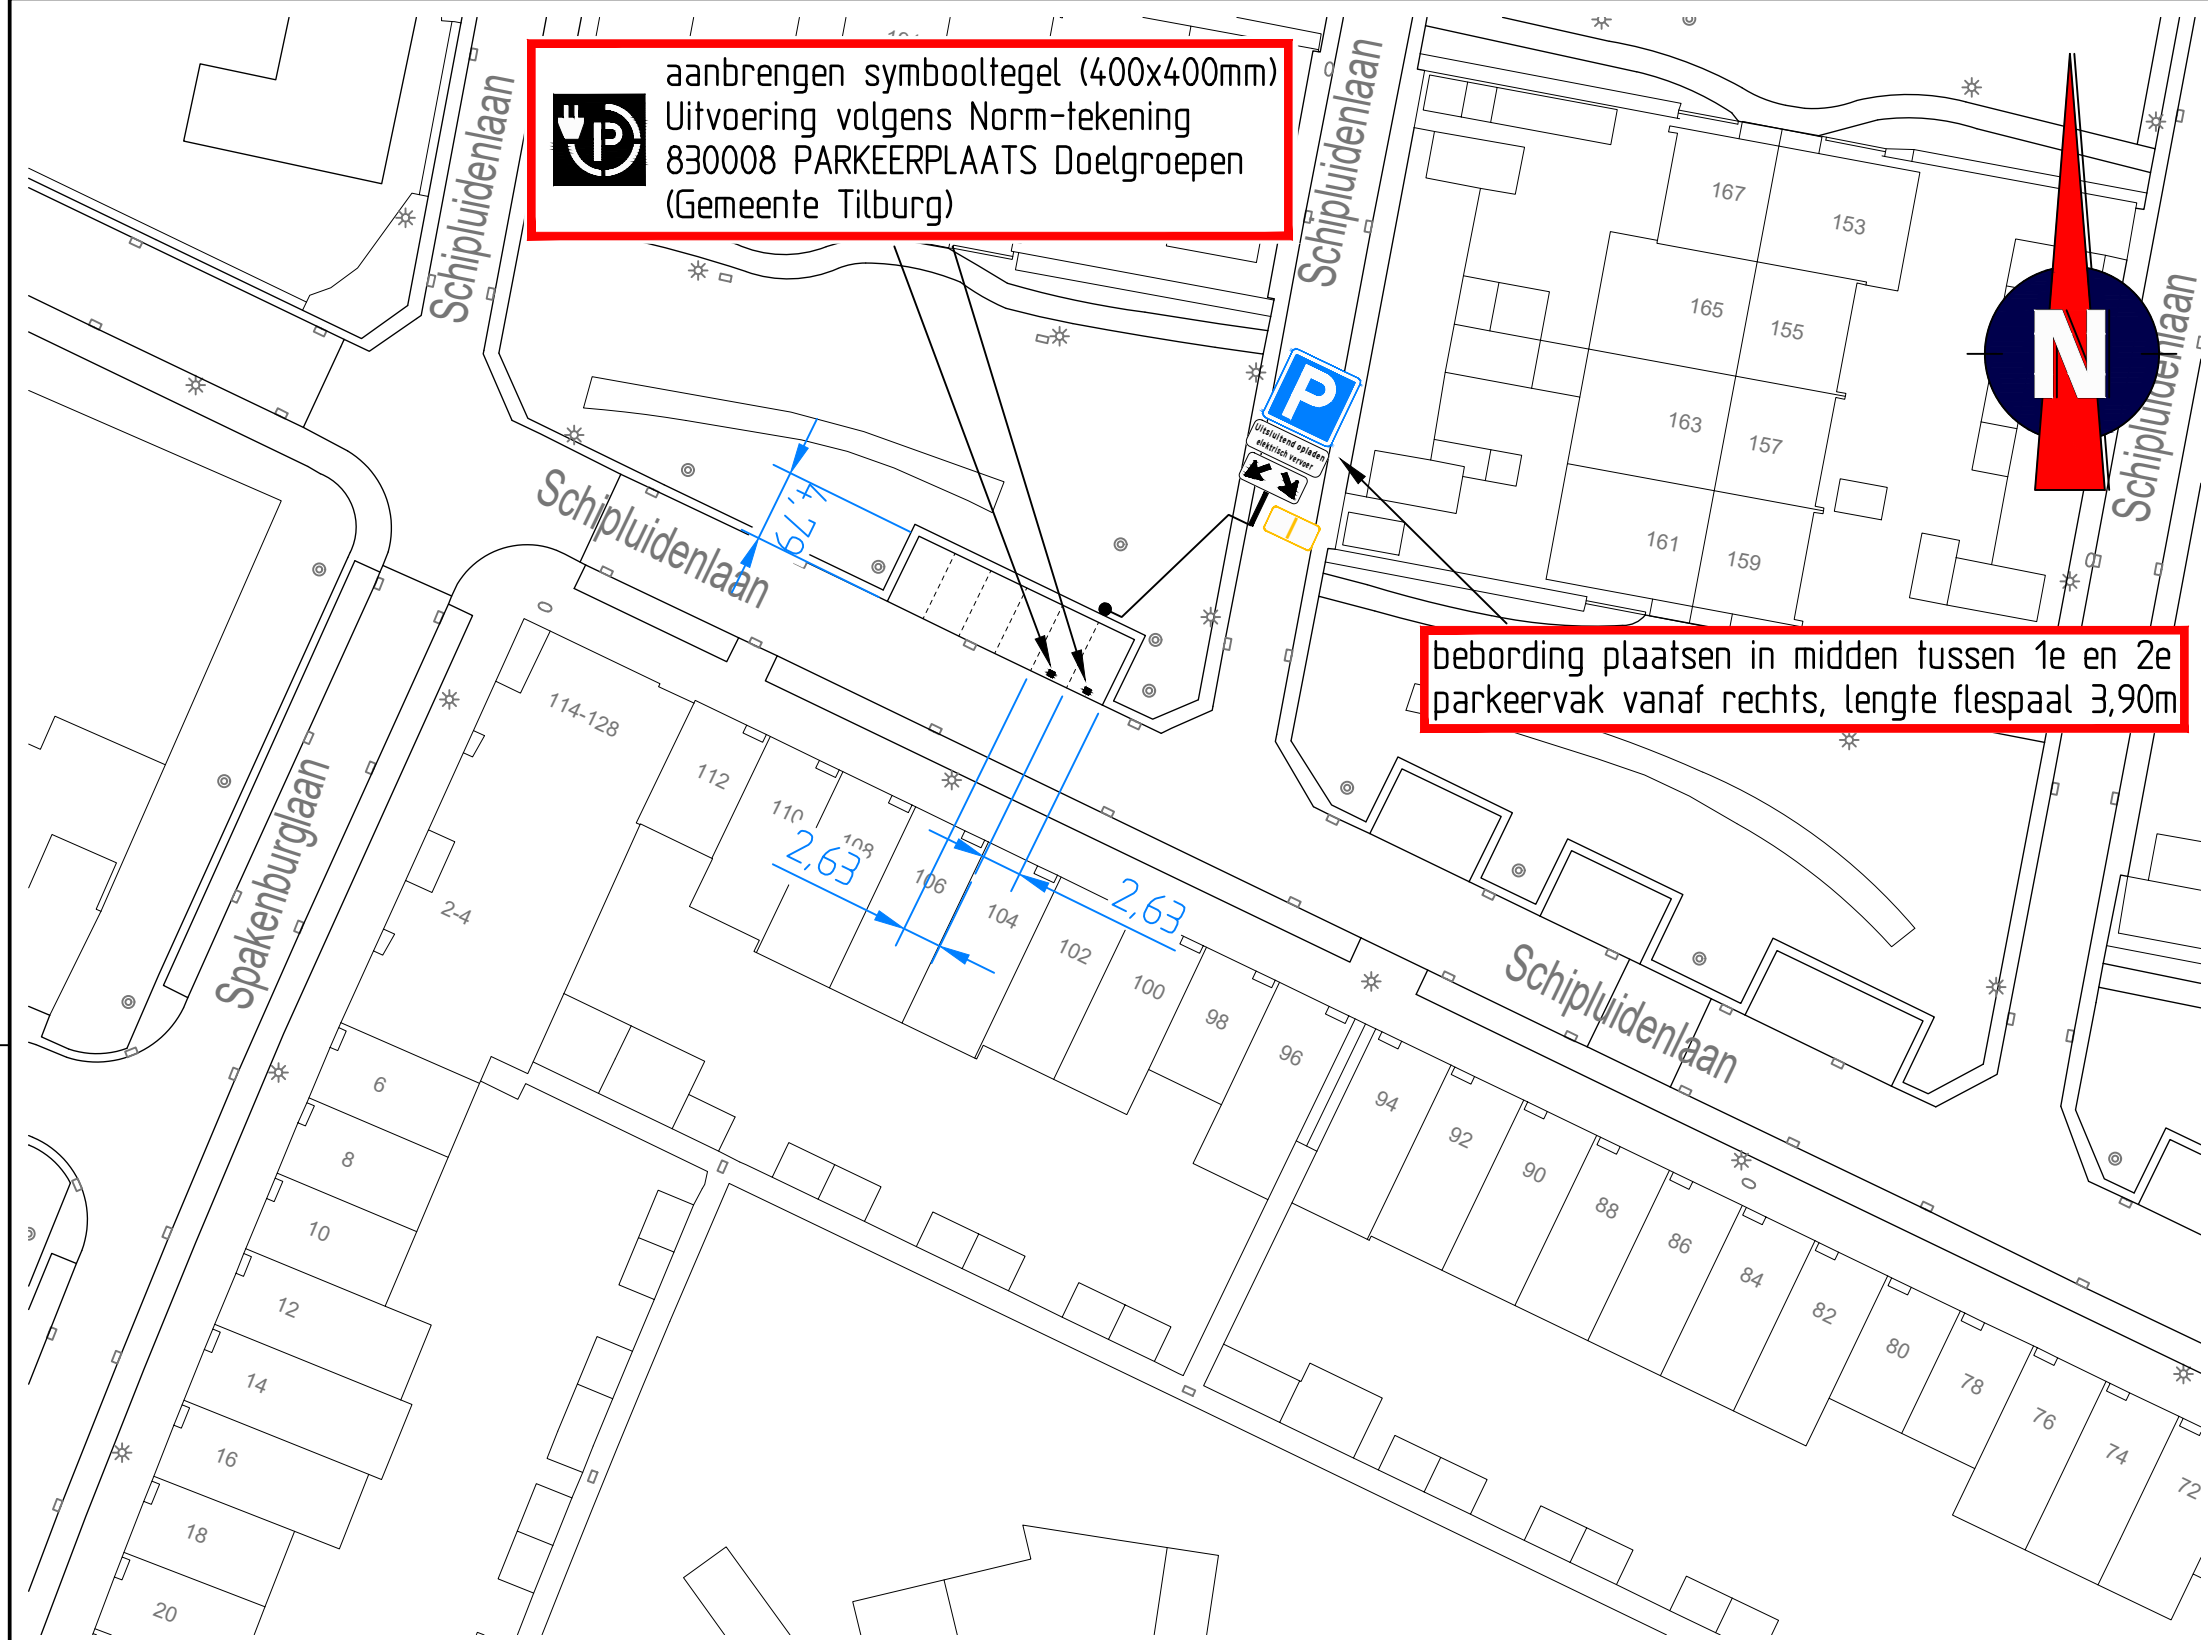 aanbrengen symbooltegel (400x400mm)
Uitvoering volgens Norm-tekening
830008 PARKEERPLAATS Doelgroepen
(Gemeente Tilburg)
P
Schipluidenlaan
Schipluidenlaan
Schipluidenlaan
N
P
Uitsluitend opladen
elektrisch vervoer
167
153
165
155
163
157
161
159
Schipluidenlaan
4,79
bebording plaatsen in midden tussen 1e en 2e
parkeervak vanaf rechts, lengte flespaal 3,90m
Spakenburglaan
114-128
112
110
108
106
104
102
100
98
96
2,63
2,63
Schipluidenlaan
94
92
90
88
86
84
82
80
78
76
74
72
2-4
6
8
10
12
14
16
18
20